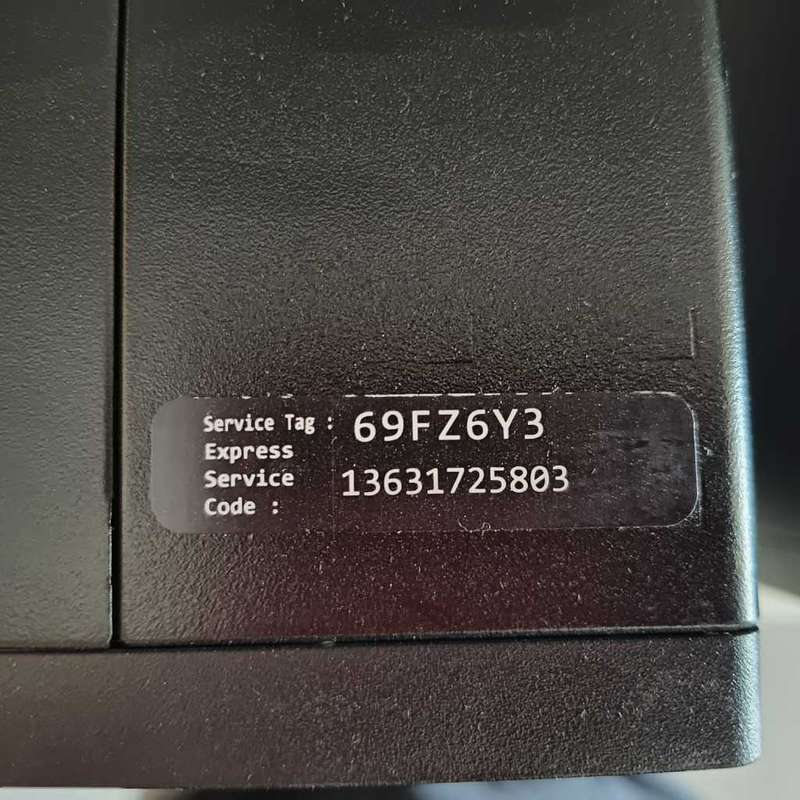 Service Tag : 69FZ6Y3
Express
Service 13631725803
Code :